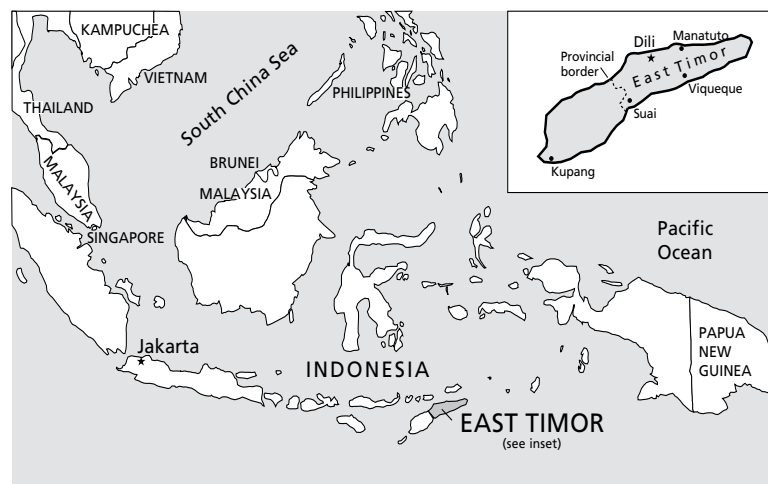 KAMPUCHEA
VIETNAM
THAILAND
South China Sea
PHILIPPINES
MALAYSIA
BRUNEI
MALAYSIA
SINGAPORE
Pacific
Ocean
Jakarta
INDONESIA
PAPUA
NEW
GUINEA
EAST TIMOR
(see inset)
Dili
Manatuto
Provincial
border
East Timor
Viqueque
Suai
Kupang